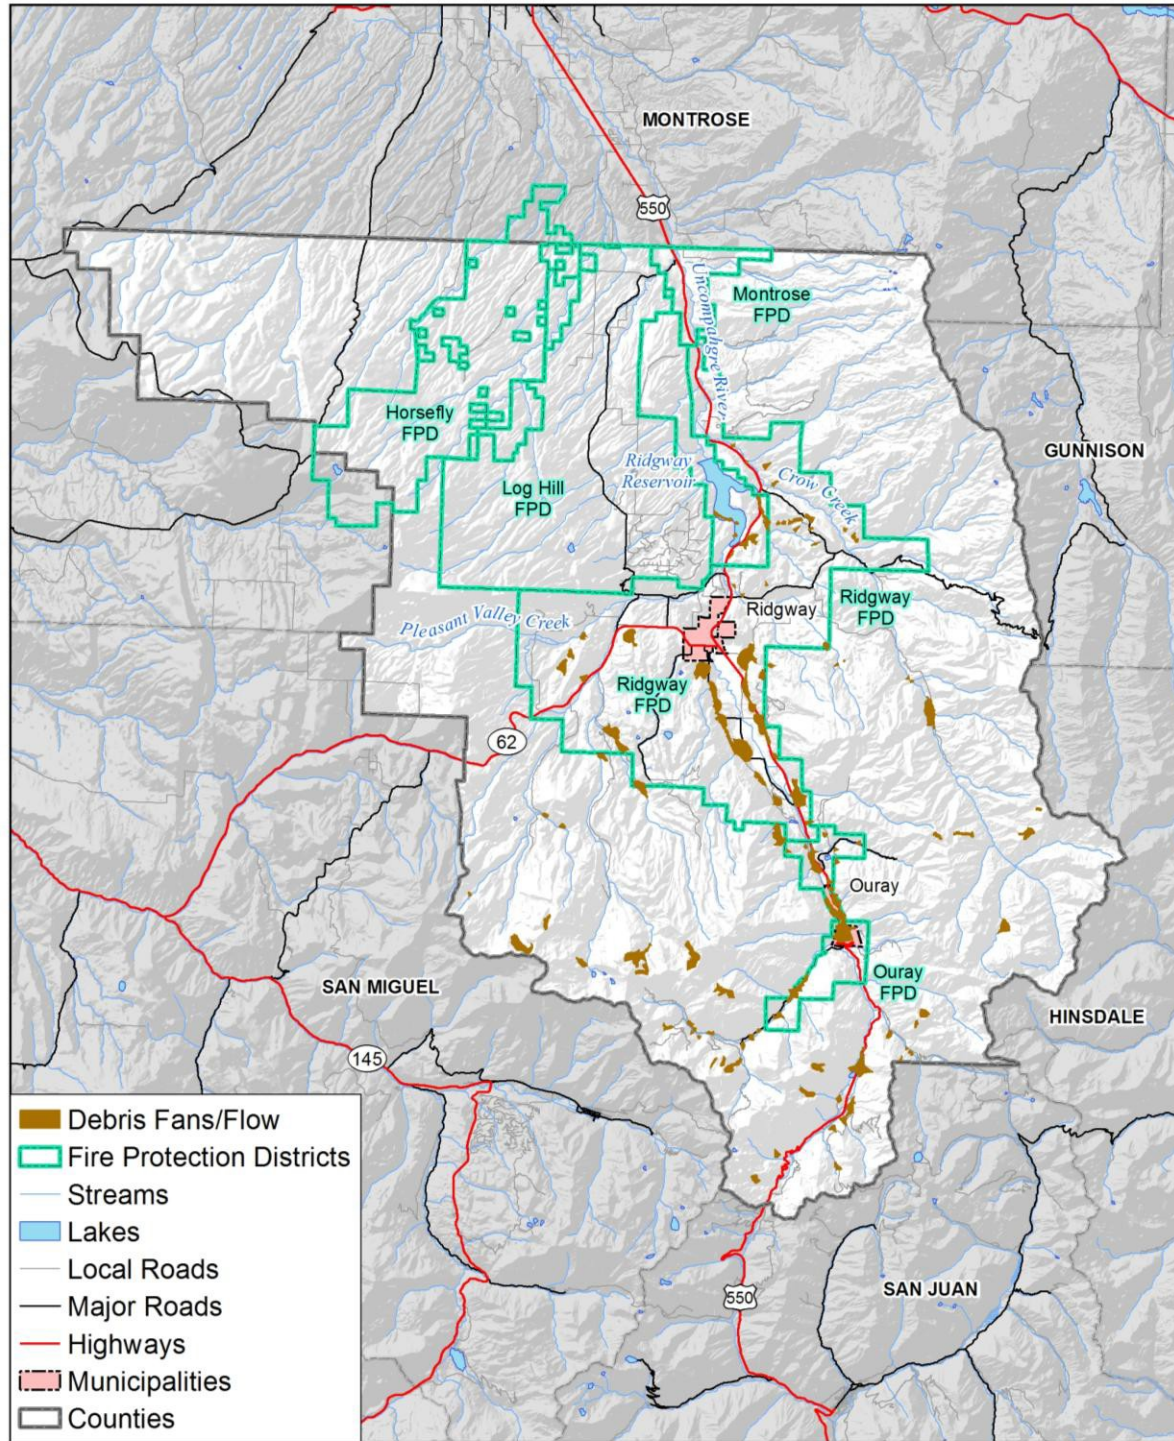 MONTROSE
550
Uncompahgre River
Montrose
FPD
Horsefly
FPD
GUNNISON
Ridgway
Reservoir
Crow Creek
Log Hill
FPD
Ridgway
Ridgway
FPD
Pleasant Valley Creek
Ridgway
FPD
62
Ouray
Ouray
FPD
SAN MIGUEL
HINSDALE
145
SAN JUAN
550
Debris Fans/Flow
Fire Protection Districts
Streams
Lakes
Local Roads
Major Roads
Highways
Municipalities
Counties